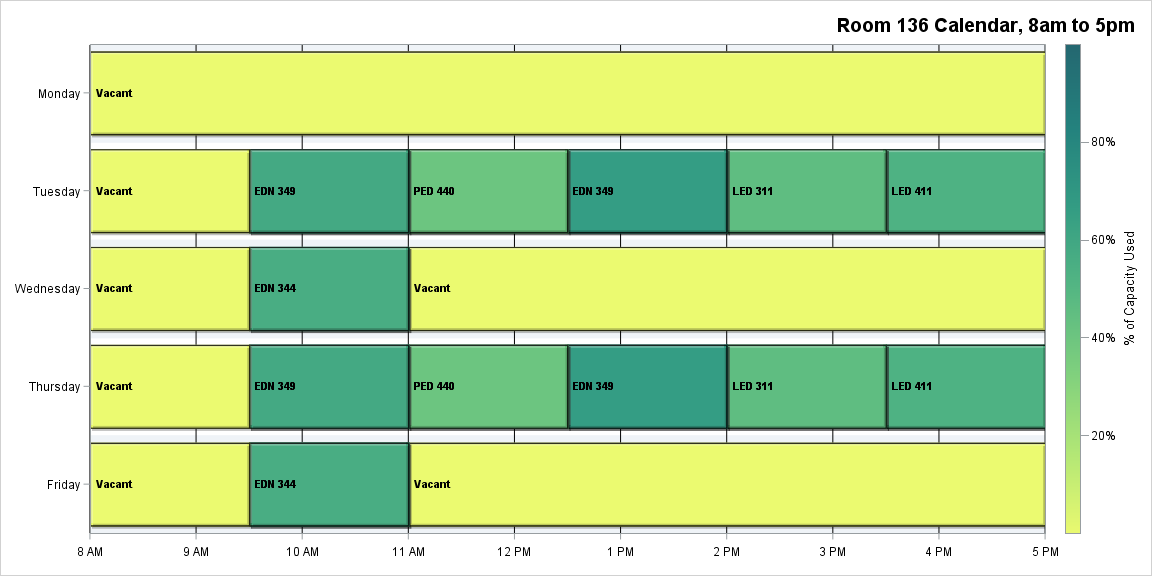 Room 136 Calendar, 8am to 5pm
Monday
Vacant
Tuesday
Vacant
EDN 349
PED 440
EDN 349
LED 311
LED 411
Wednesday
Vacant
EDN 344
Vacant
Thursday
Vacant
EDN 349
PED 440
EDN 349
LED 311
LED 411
Friday
Vacant
EDN 344
Vacant
8 AM
9 AM
10 AM
11 AM
12 PM
1 PM
2 PM
3 PM
4 PM
5 PM
80%
60%
40%
20%
% of Capacity Used